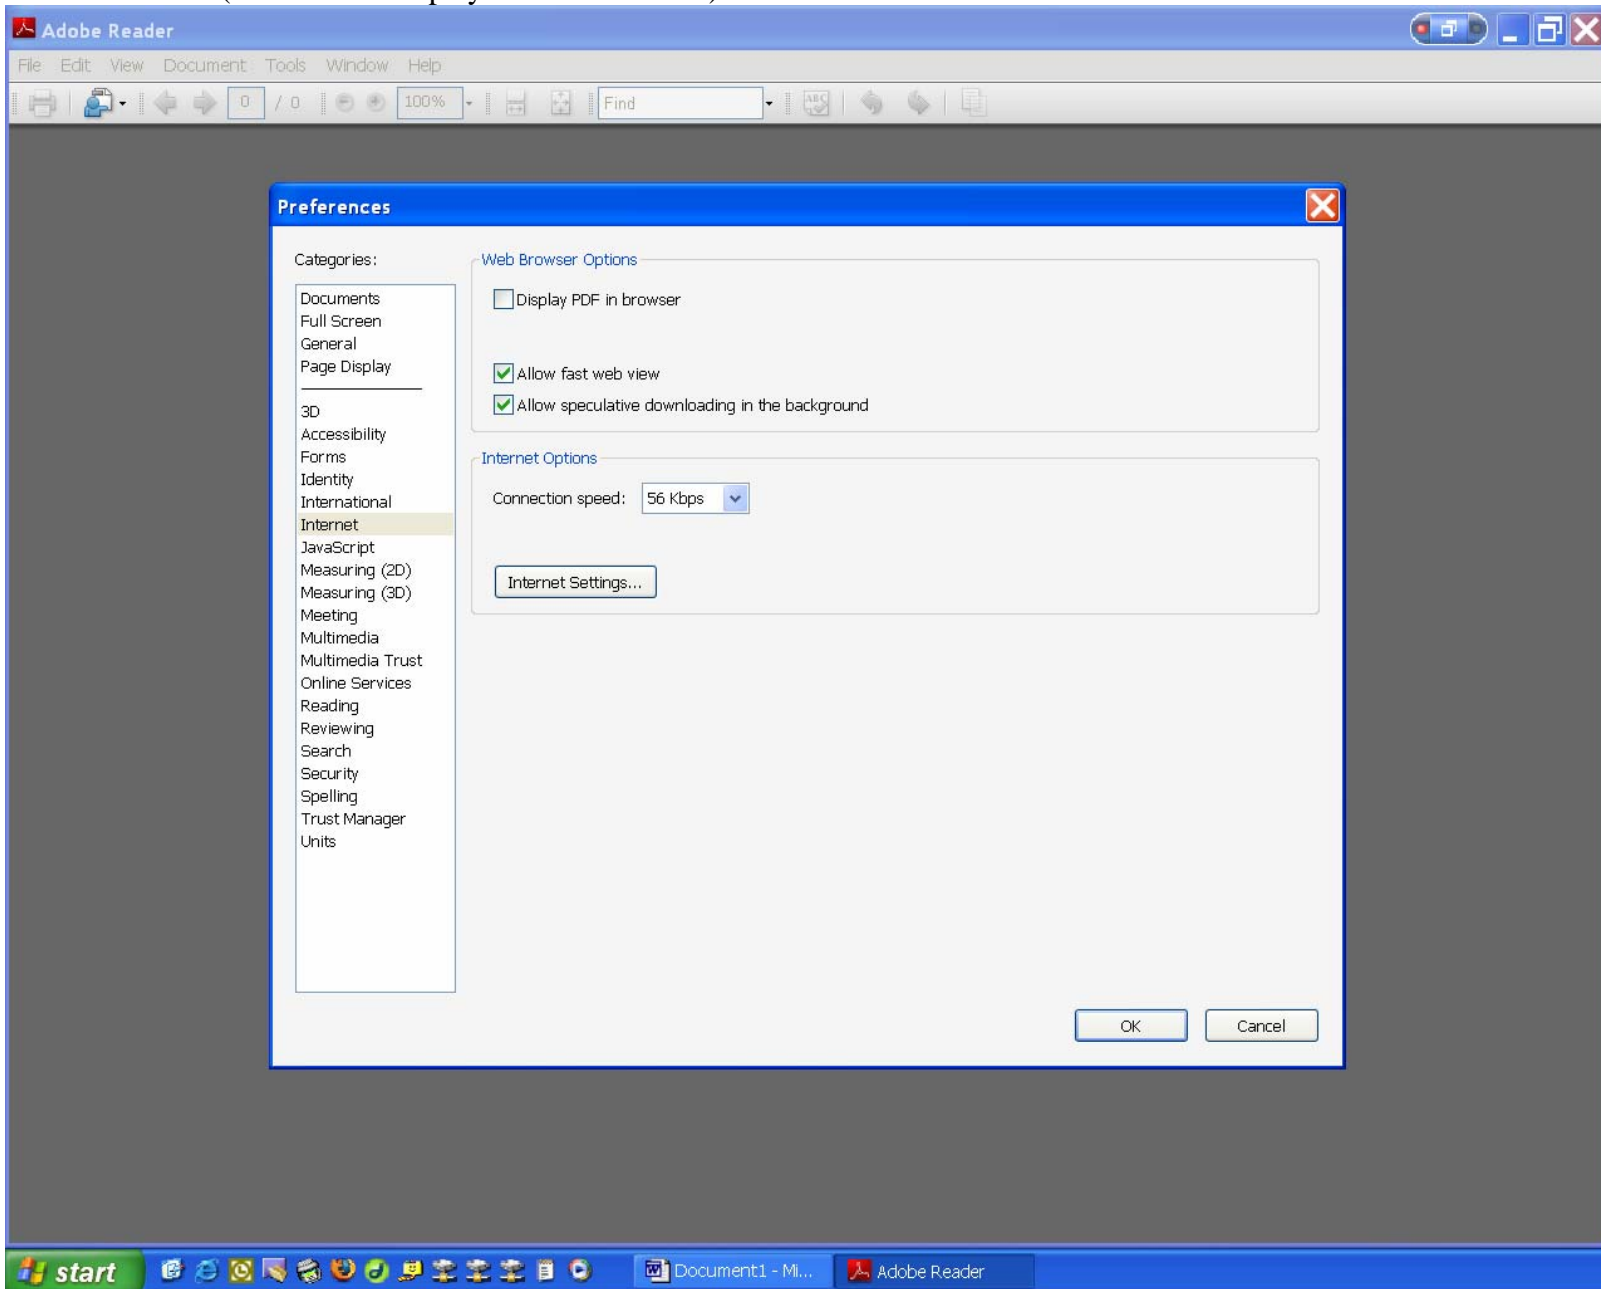 Adobe Reader
File Edit View Document Tools Window Help
0 / 0 100% Find
Preferences
Categories:
Documents
Full Screen
General
Page Display
3D
Accessibility
Forms
Identity
International
Internet
JavaScript
Measuring (2D)
Measuring (3D)
Meeting
Multimedia
Multimedia Trust
Online Services
Reading
Reviewing
Search
Security
Spelling
Trust Manager
Units
Web Browser Options
Display PDF in browser
Allow fast web view
Allow speculative downloading in the background
Internet Options
Connection speed: 56 Kbps
Internet Settings...
OK Cancel
start Document1 - Mi... Adobe Reader